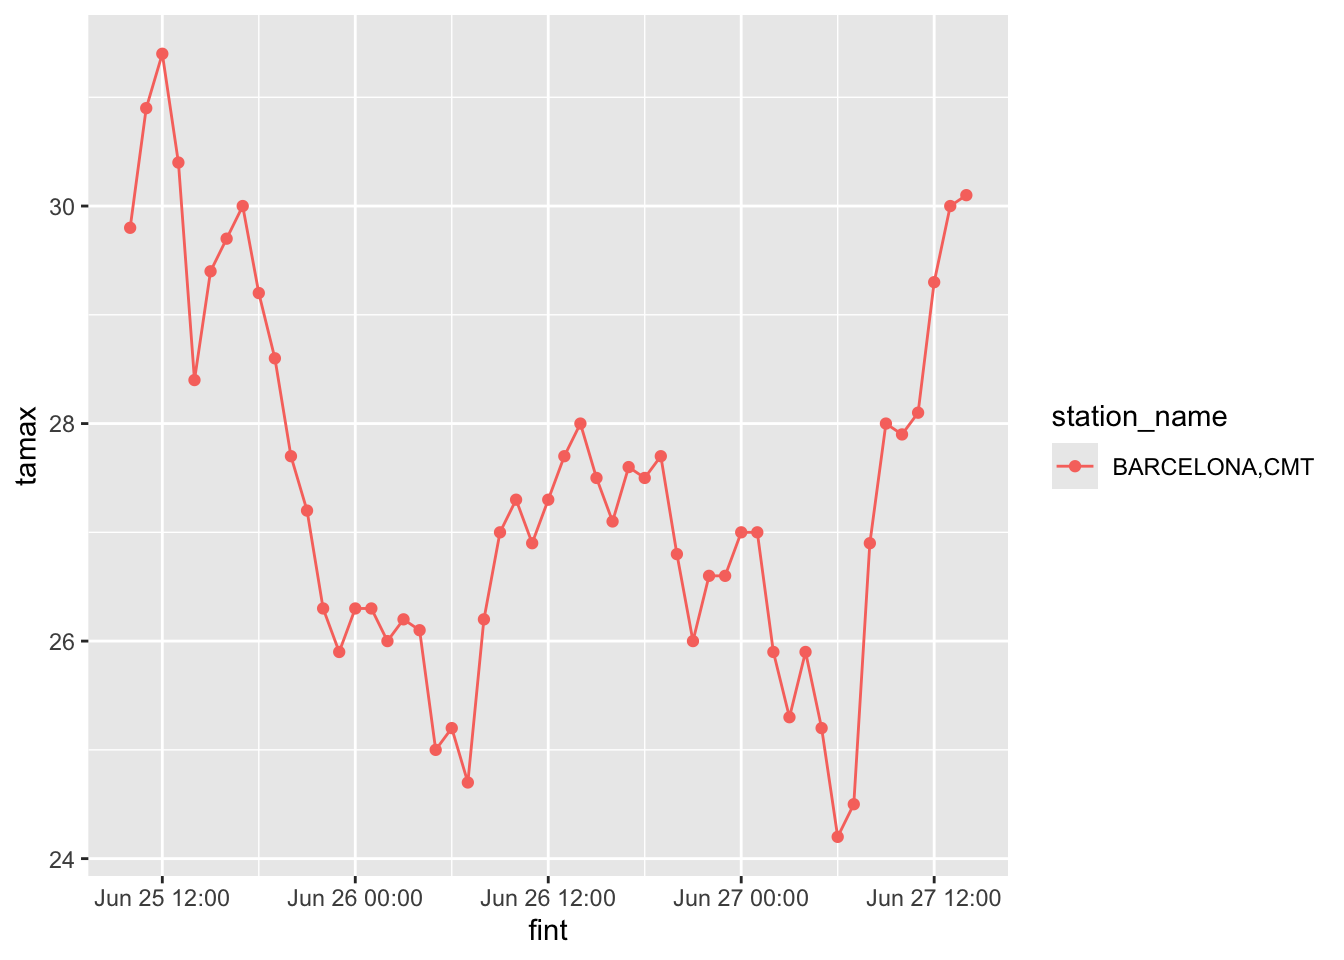 tamax
30
28
26
24
Jun 25 12:00
Jun 26 00:00
Jun 26 12:00
Jun 27 00:00
Jun 27 12:00
fint
station_name
BARCELONA,CMT